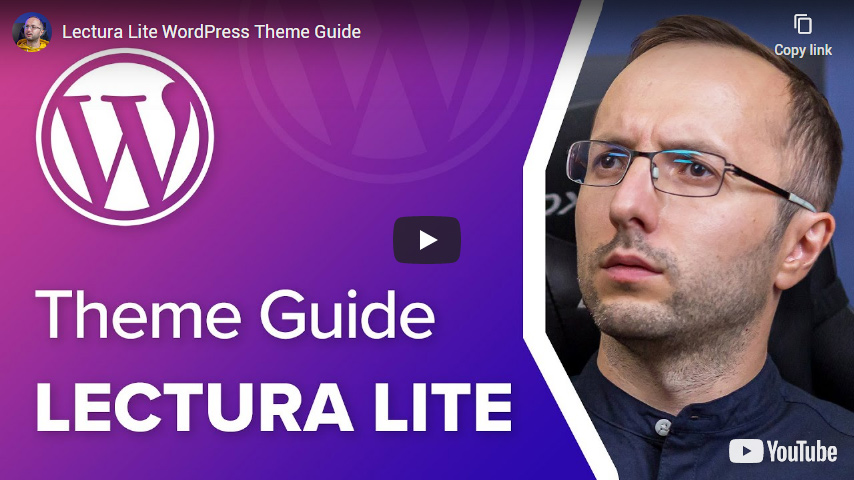 Lectura Lite WordPress Theme Guide
Copy link
Theme Guide
LECTURA LITE
YouTube